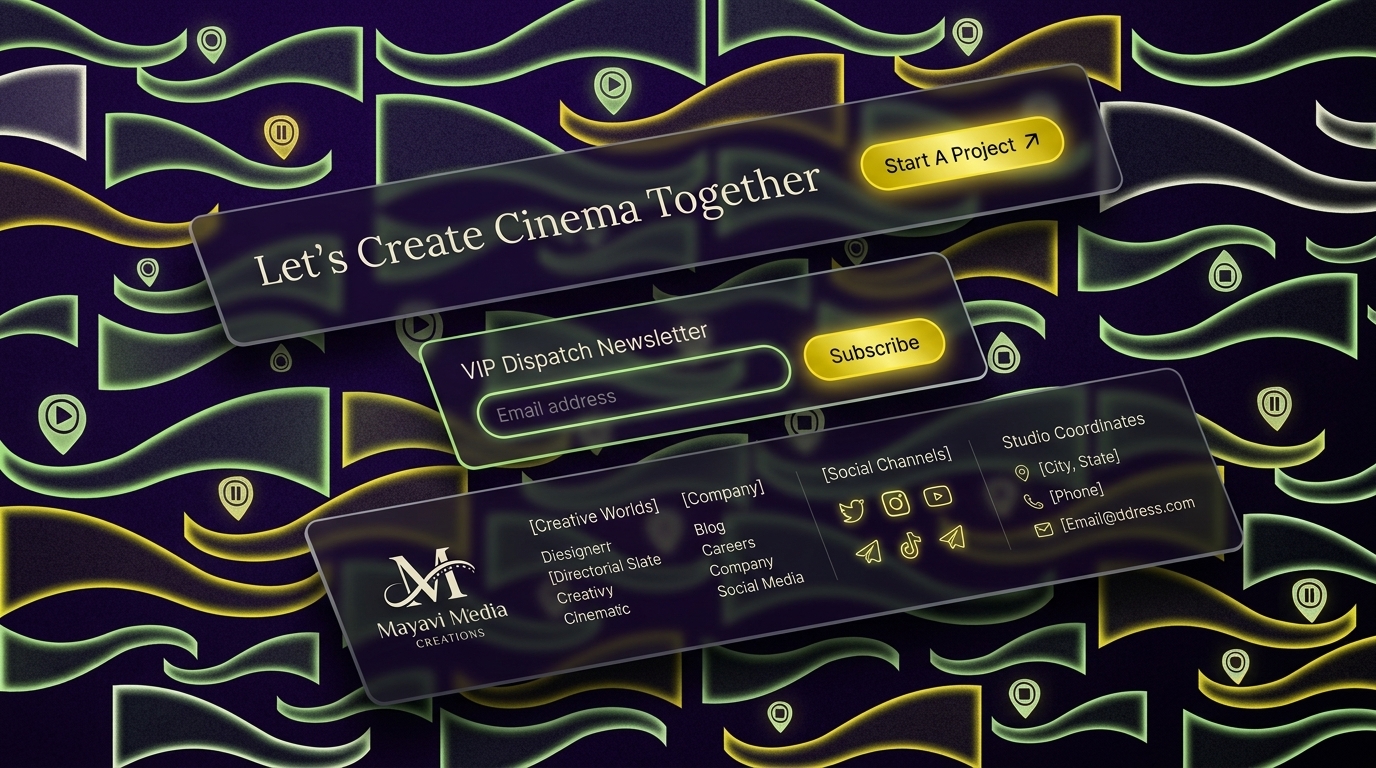 Let's Create Cinema Together
Start A Project
VIP Dispatch Newsletter
Email address
Subscribe
Mayavi Media
CREATIONS
[Creative Worlds]
Diesignert
[Directorial Slate
Creativy
CInematic
[Company]
Blog
Careers
Company
Social Media
[Social Channels]
Studio Coordinates
[City, State]
[Phone]
[Email@ddress.com